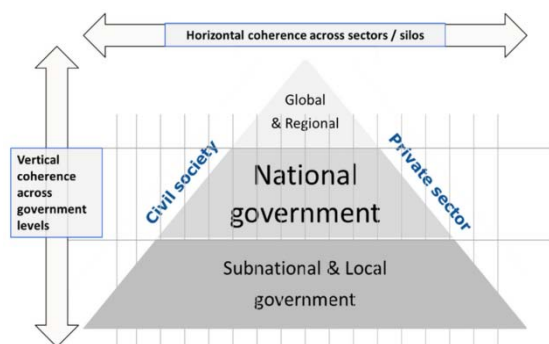 Horizontal coherence across sectors / silos
Global
& Regional
Vertical
coherence
across
government
levels
Civil society
Private sector
National
government
Subnational & Local
government